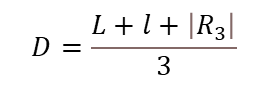 D = (L + l + |R₃|) / 3